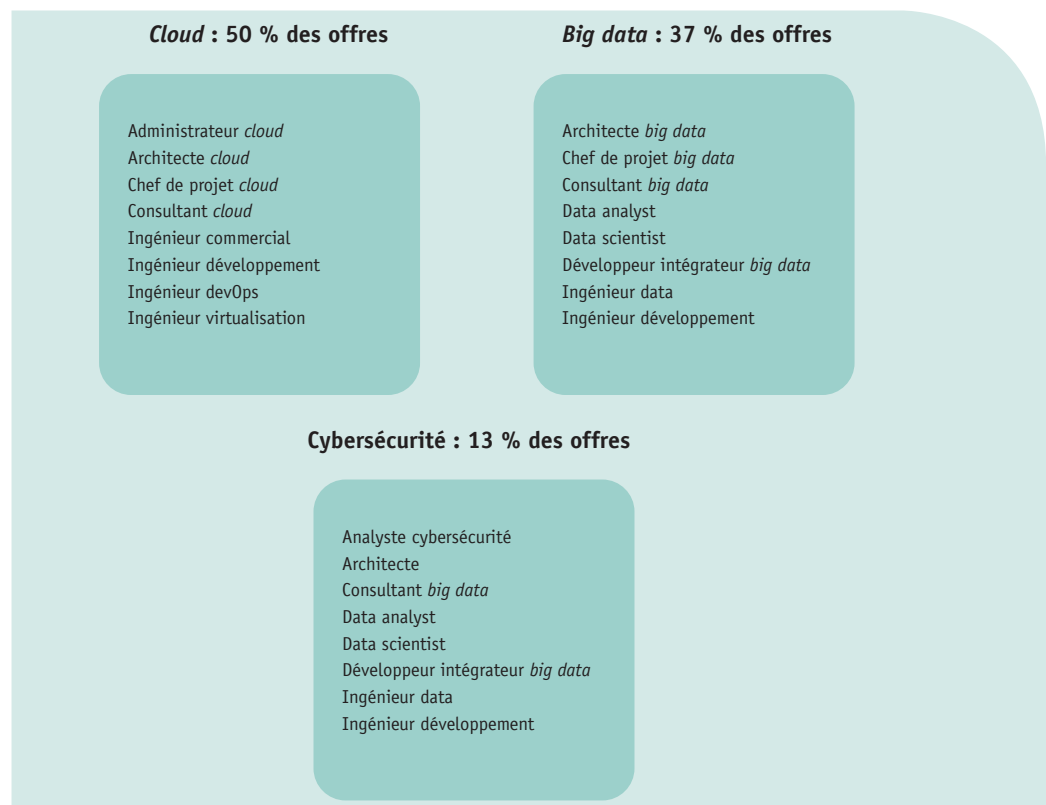 Cloud : 50 % des offres
Administrateur cloud
Architecte cloud
Chef de projet cloud
Consultant cloud
Ingénieur commercial
Ingénieur développement
Ingénieur devOps
Ingénieur virtualisation
Big data : 37 % des offres
Architecte big data
Chef de projet big data
Consultant big data
Data analyst
Data scientist
Développeur intégrateur big data
Ingénieur data
Ingénieur développement
Cybersécurité : 13 % des offres
Analyste cybersécurité
Architecte
Consultant big data
Data analyst
Data scientist
Développeur intégrateur big data
Ingénieur data
Ingénieur développement